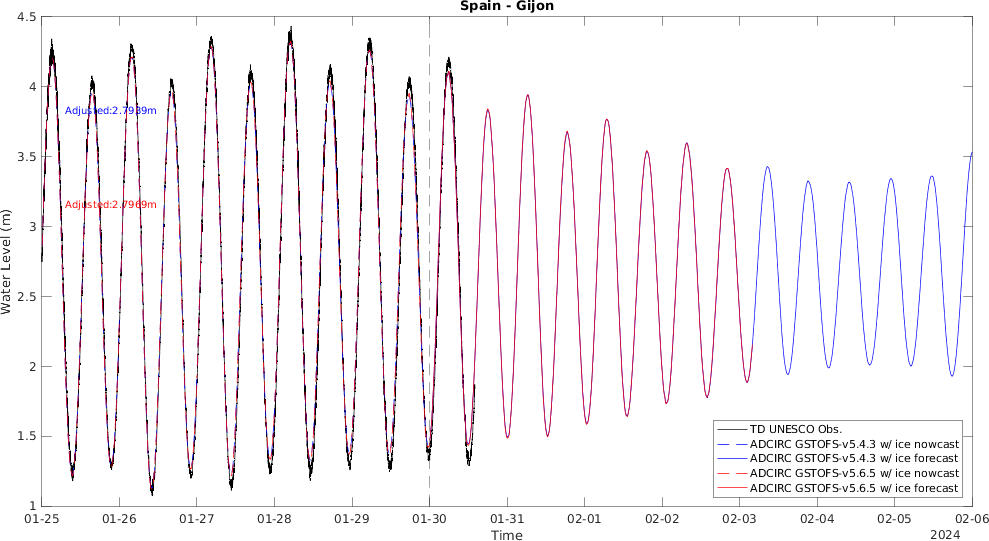 Spain - Gijon
4.5
4
3.5
3
2.5
2
1.5
1
Water Level (m)
Adjusted:2.7939m
Adjusted:2.7969m
TD UNESCO Obs.
ADCIRC GSTOFS-v5.4.3 w/ ice nowcast
ADCIRC GSTOFS-v5.4.3 w/ ice forecast
ADCIRC GSTOFS-v5.6.5 w/ ice nowcast
ADCIRC GSTOFS-v5.6.5 w/ ice forecast
01-25 01-26 01-27 01-28 01-29 01-30 01-31 02-01 02-02 02-03 02-04 02-05 02-06
Time
2024